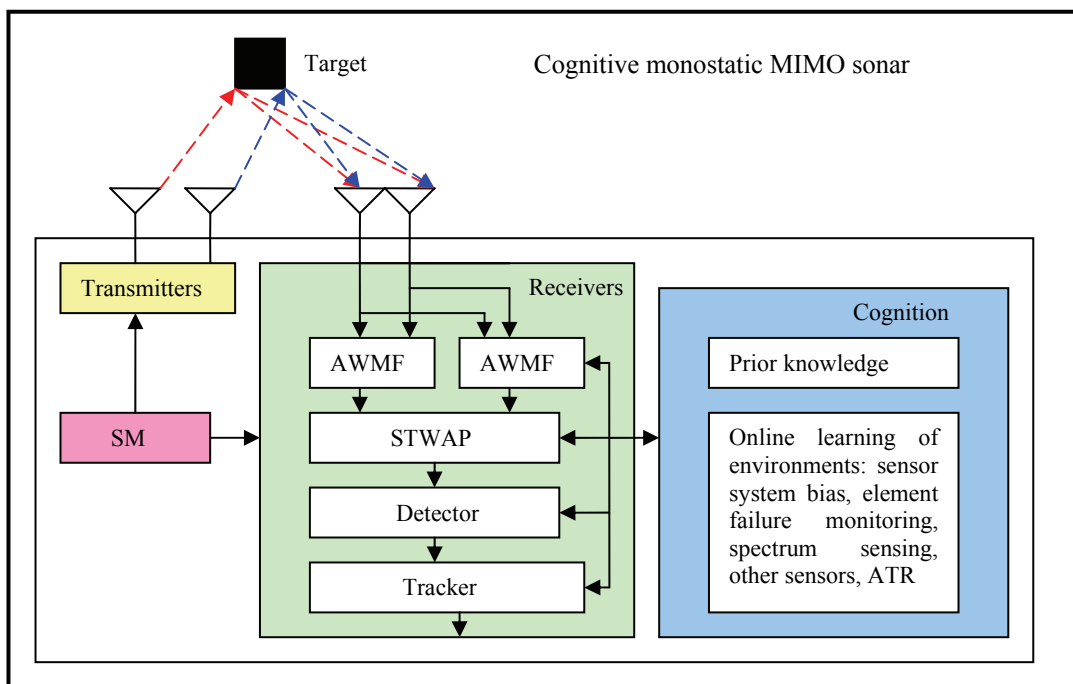 Target
Cognitive monostatic MIMO sonar
Transmitters
Receivers
Cognition
AWMF
AWMF
Prior knowledge
SM
STWAP
Online learning of
environments: sensor
system bias, element
failure monitoring,
spectrum sensing,
other sensors, ATR
Detector
Tracker